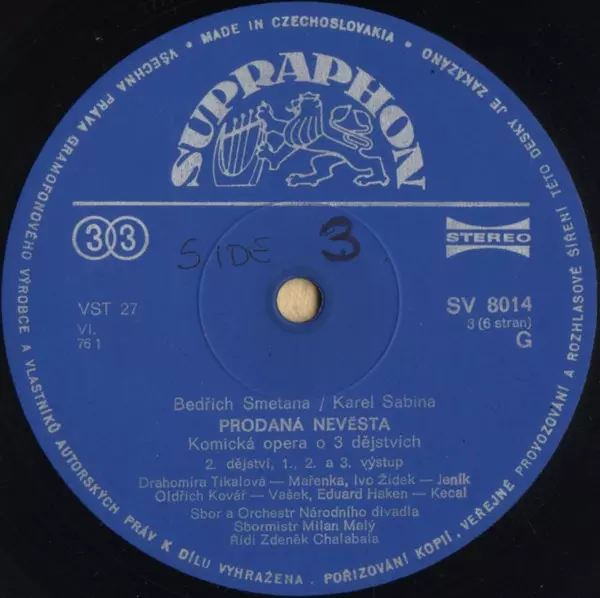 VŠECHNA PRÁVA GRAMOFONOVÉHO VÝROBCE A VLASTNÍKŮ AUTORSKÝCH PRÁV K DÍLU VYHRAŽENA . POŘIZOVÁNÍ KOPIÍ, VEŘEJNÉ PROVOZOVÁNÍ A ROZHLASOVÉ ŠÍŘENÍ TÉTO DESKY JE ZAKÁZÁNO
• MADE IN CZECHOSLOVAKIA •
SUPRAPHON
33
STEREO
SIDE 3
VST 27
VI.
76 1
SV 8014
3 (6 stran)
G
Bedřich Smetana / Karel Sabina
PRODANÁ NEVĚSTA
Komická opera o 3 dějstvích
2. dějství, 1., 2. a 3. výstup
Drahomíra Tikalová — Mařenka, Ivo Žídek — Jeník
Oldřich Kovář — Vašek, Eduard Haken — Kecal
Sbor a Orchestr Národního divadla
Sbormistr Milan Malý
Řídí Zdeněk Chalabala